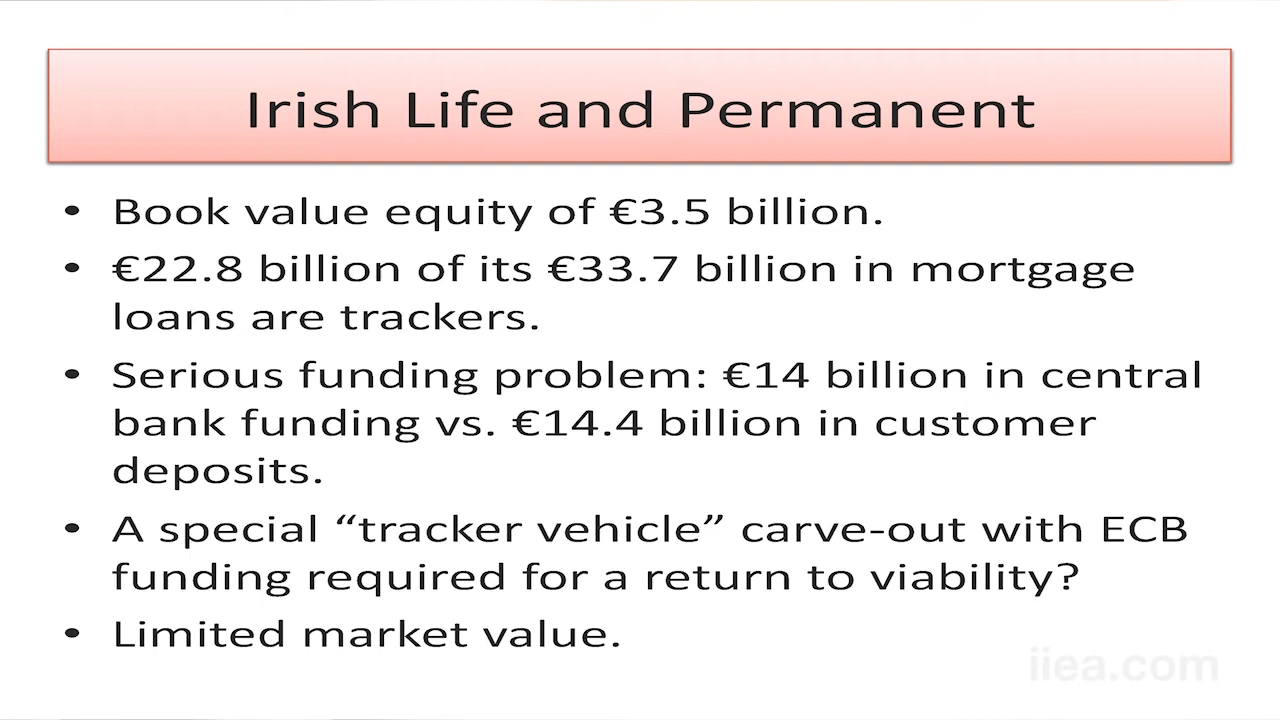 Irish Life and Permanent
• Book value equity of €3.5 billion.
• €22.8 billion of its €33.7 billion in mortgage
loans are trackers.
• Serious funding problem: €14 billion in central
bank funding vs. €14.4 billion in customer
deposits.
• A special “tracker vehicle” carve-out with ECB
funding required for a return to viability?
• Limited market value.
iiea.com